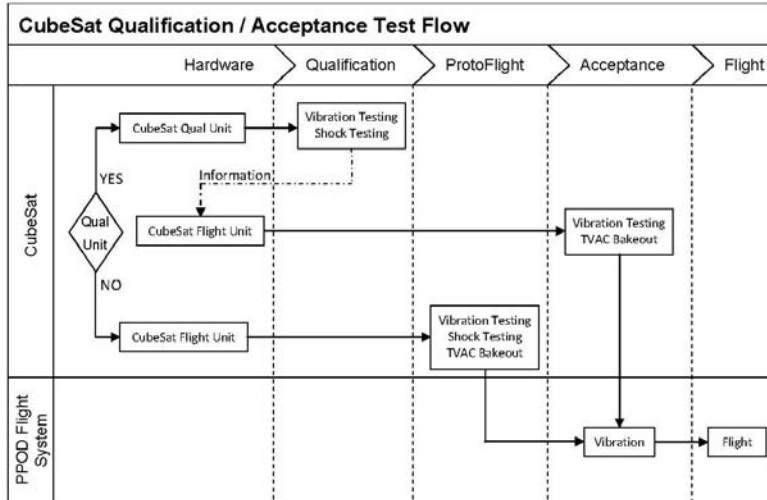 CubeSat Qualification / Acceptance Test Flow
Hardware
Qualification
ProtoFlight
Acceptance
Flight
CubeSat
CubeSat Qual Unit
Vibration Testing
Shock Testing
YES
Information
Qual
Unit
CubeSat Flight Unit
Vibration Testing
TVAC Bakeout
NO
CubeSat Flight Unit
Vibration Testing
Shock Testing
TVAC Bakeout
PPOD Flight
System
Vibration
Flight